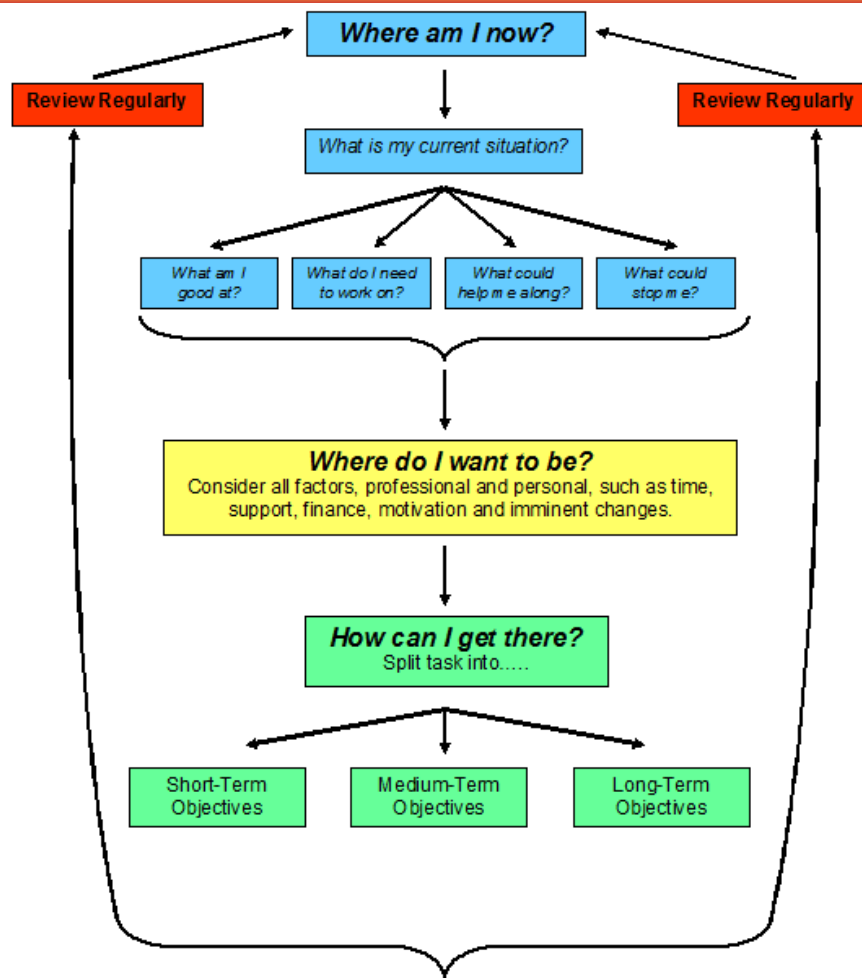 Where am I now?
Review Regularly
Review Regularly
What is my current situation?
What am I
good at?
What do I need
to work on?
What could
help me along?
What could
stop me?
Where do I want to be?
Consider all factors, professional and personal, such as time,
support, finance, motivation and imminent changes.
How can I get there?
Split task into.....
Short-Term
Objectives
Medium-Term
Objectives
Long-Term
Objectives